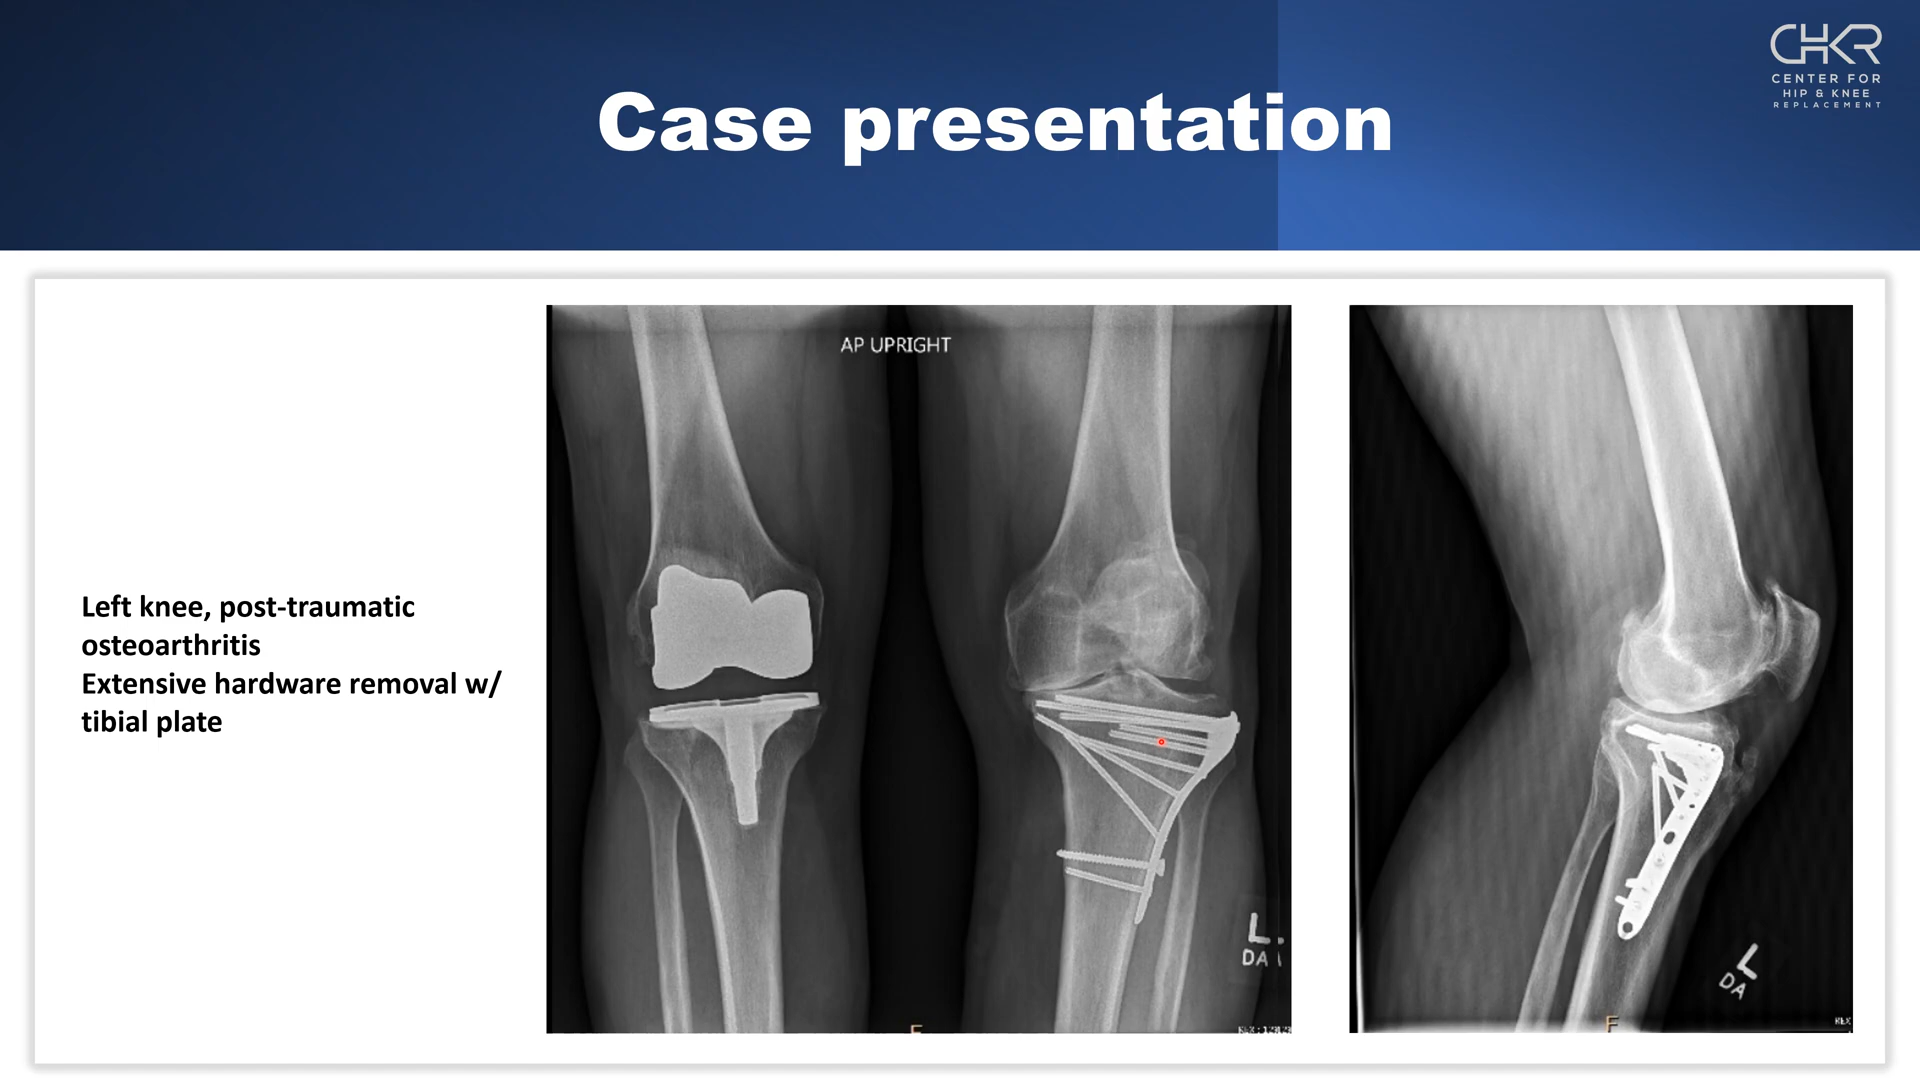 CHKR
CENTER FOR
HIP & KNEE
REPLACEMENT
Case presentation
Left knee, post-traumatic
osteoarthritis
Extensive hardware removal w/
tibial plate
AP UPRIGHT
L
DA
F
L
DA
F
REX